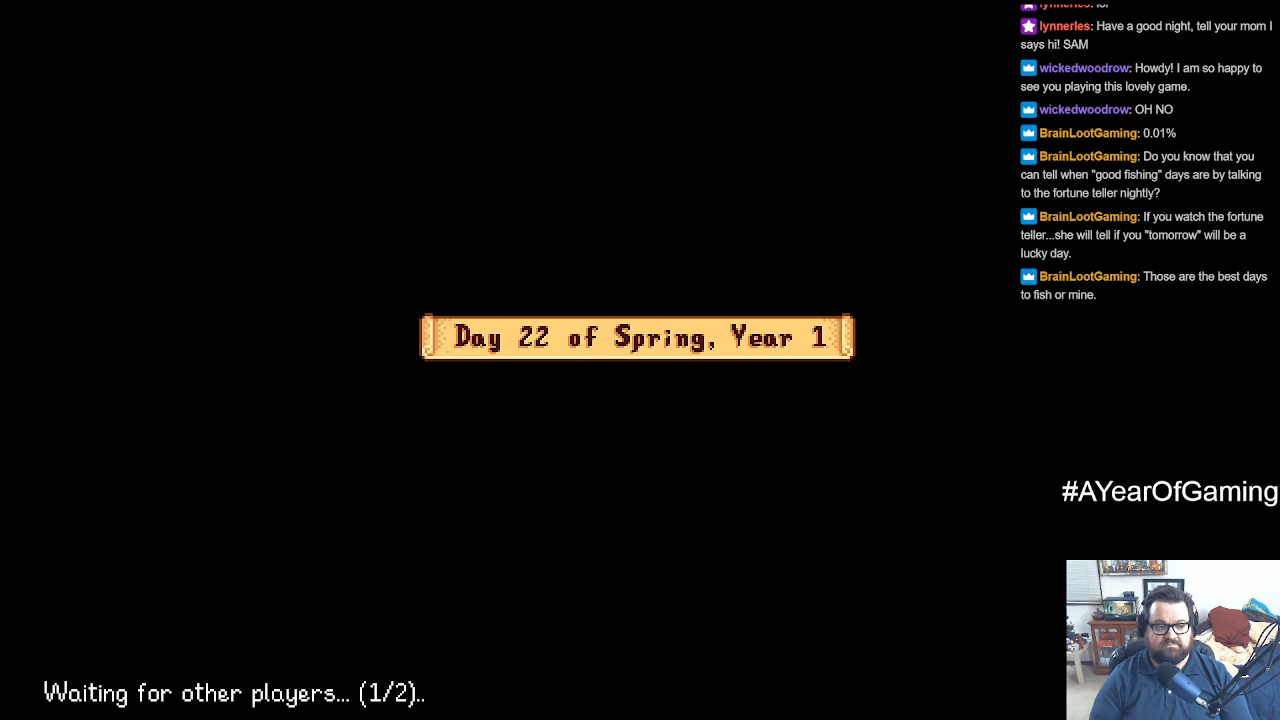 lynnerles: lol
lynnerles: Have a good night, tell your mom I
says hi! SAM
wickedwoodrow: Howdy! I am so happy to
see you playing this lovely game.
wickedwoodrow: OH NO
BrainLootGaming: 0.01%
BrainLootGaming: Do you know that you
can tell when "good fishing" days are by talking
to the fortune teller nightly?
BrainLootGaming: If you watch the fortune
teller...she will tell if you "tomorrow" will be a
lucky day.
BrainLootGaming: Those are the best days
to fish or mine.
Day 22 of Spring, Year 1
#AYearOfGaming
Waiting for other players... (1/2)..